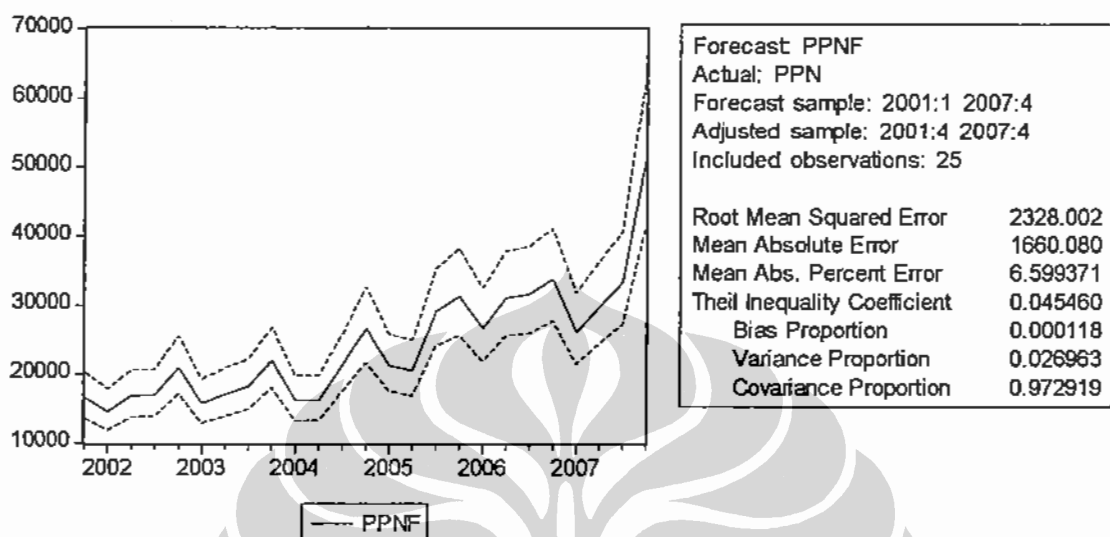 70000
60000
50000
40000
30000
20000
10000
2002 2003 2004 2005 2006 2007
PPNF
Forecast: PPNF
Actual: PPN
Forecast sample: 2001:1 2007:4
Adjusted sample: 2001:4 2007:4
Included observations: 25
Root Mean Squared Error 2328.002
Mean Absolute Error 1660.080
Mean Abs. Percent Error 6.599371
Theil Inequality Coefficient 0.045460
Bias Proportion 0.000118
Variance Proportion 0.026963
Covariance Proportion 0.972919